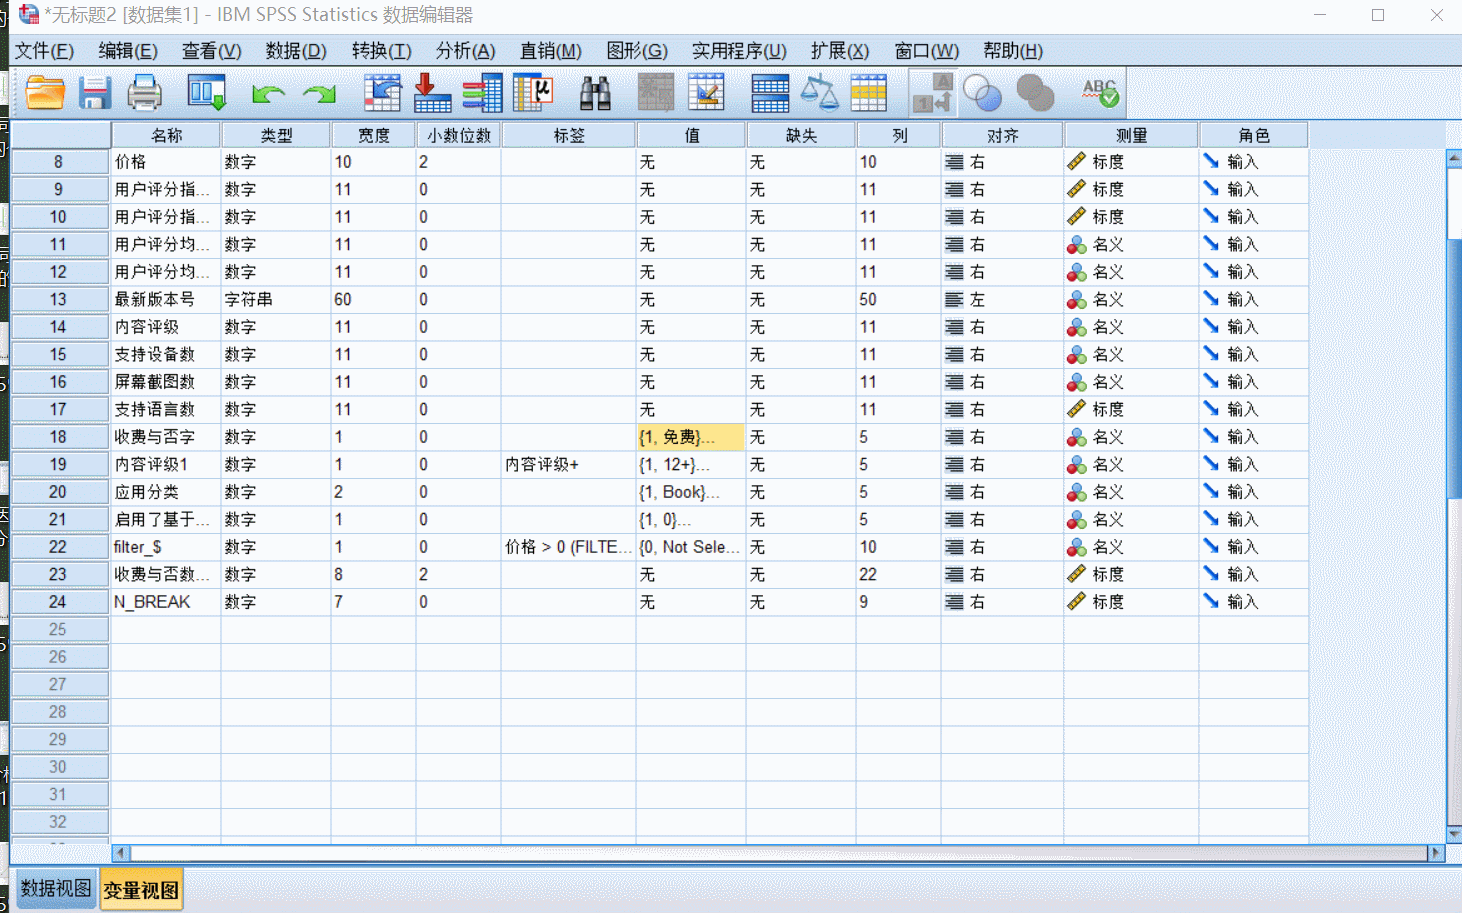 *无标题2 [数据集1] - IBM SPSS Statistics 数据编辑器
文件(F) 编辑(E) 查看(V) 数据(D) 转换(T) 分析(A) 直销(M) 图形(G) 实用程序(U) 扩展(X) 窗口(W) 帮助(H)
名称 类型 宽度 小数位数 标签 值 缺失 列 对齐 测量 角色
8 价格 数字 10 2 无 无 10 右 标度 输入
9 用户评分指... 数字 11 0 无 无 11 右 标度 输入
10 用户评分指... 数字 11 0 无 无 11 右 标度 输入
11 用户评分均... 数字 11 0 无 无 11 右 名义 输入
12 用户评分均... 数字 11 0 无 无 11 右 名义 输入
13 最新版本号 字符串 60 0 无 无 50 左 名义 输入
14 内容评级 数字 11 0 无 无 11 右 名义 输入
15 支持设备数 数字 11 0 无 无 11 右 名义 输入
16 屏幕截图数 数字 11 0 无 无 11 右 名义 输入
17 支持语言数 数字 11 0 无 无 11 右 标度 输入
18 收费与否字 数字 1 0 {1, 免费}... 无 5 右 名义 输入
19 内容评级1 数字 1 0 内容评级+ {1, 12+}... 无 5 右 名义 输入
20 应用分类 数字 2 0 {1, Book}... 无 5 右 名义 输入
21 启用了基于... 数字 1 0 {1, 0}... 无 5 右 名义 输入
22 filter_$ 数字 1 0 价格 > 0 (FILTE... {0, Not Sele... 无 10 右 名义 输入
23 收费与否数... 数字 8 2 无 无 22 右 标度 输入
24 N_BREAK 数字 7 0 无 无 9 右 标度 输入
25
26
27
28
29
30
31
32
数据视图 变量视图